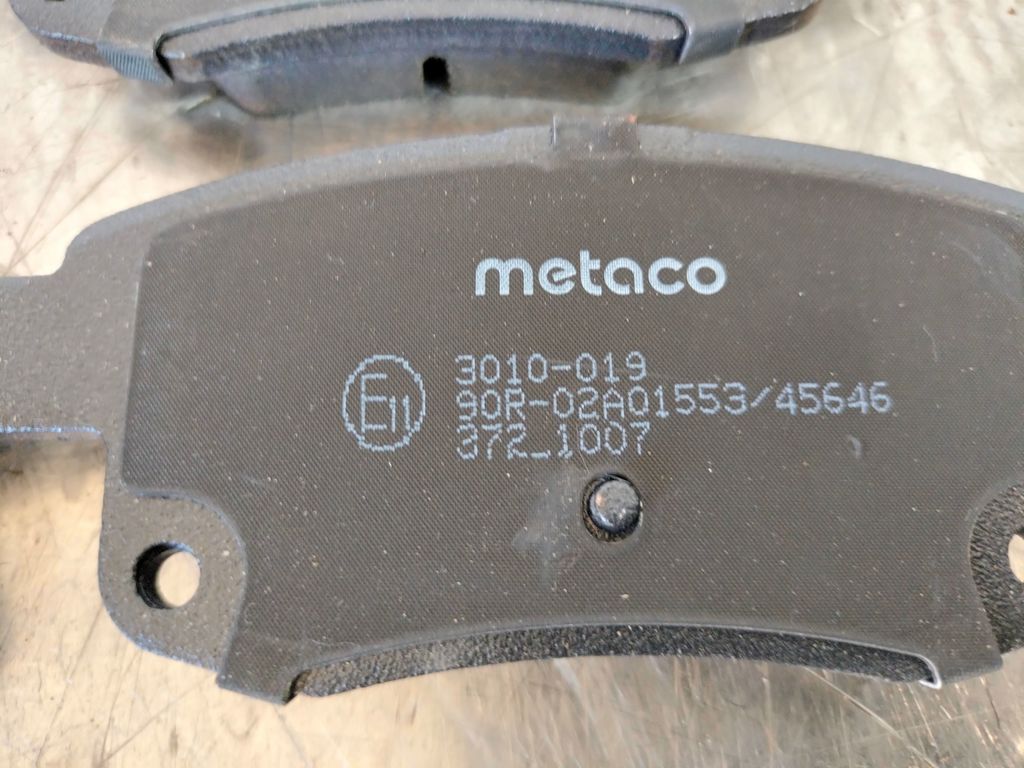 metaco
E11
3010-019
90R-02A01553/45646
372_1007